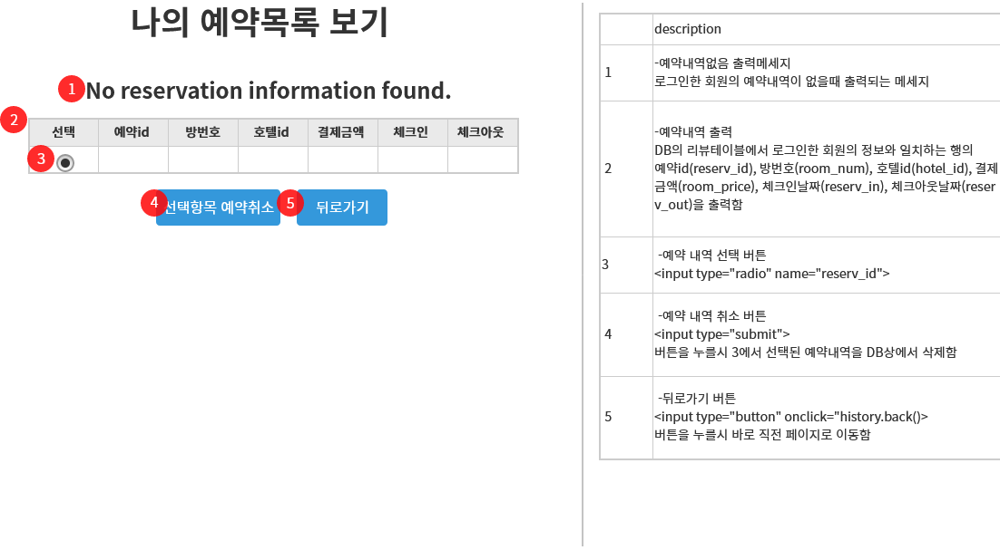 나의 예약목록 보기
1 No reservation information found.
2 선택 예약id 방번호 호텔id 결제금액 체크인 체크아웃
3
4 선택항목 예약취소 5 뒤로가기
description
1
-예약내역없음 출력메세지
로그인한 회원의 예약내역이 없을때 출력되는 메세지
2
-예약내역 출력
DB의 리뷰테이블에서 로그인한 회원의 정보와 일치하는 행의
예약id(reserv_id), 방번호(room_num), 호텔id(hotel_id), 결제
금액(room_price), 체크인날짜(reserv_in), 체크아웃날짜(reser
v_out)을 출력함
3
-예약 내역 선택 버튼
<input type="radio" name="reserv_id">
4
-예약 내역 취소 버튼
<input type="submit">
버튼을 누를시 3에서 선택된 예약내역을 DB상에서 삭제함
5
-뒤로가기 버튼
<input type="button" onclick="history.back()>
버튼을 누를시 바로 직전 페이지로 이동함